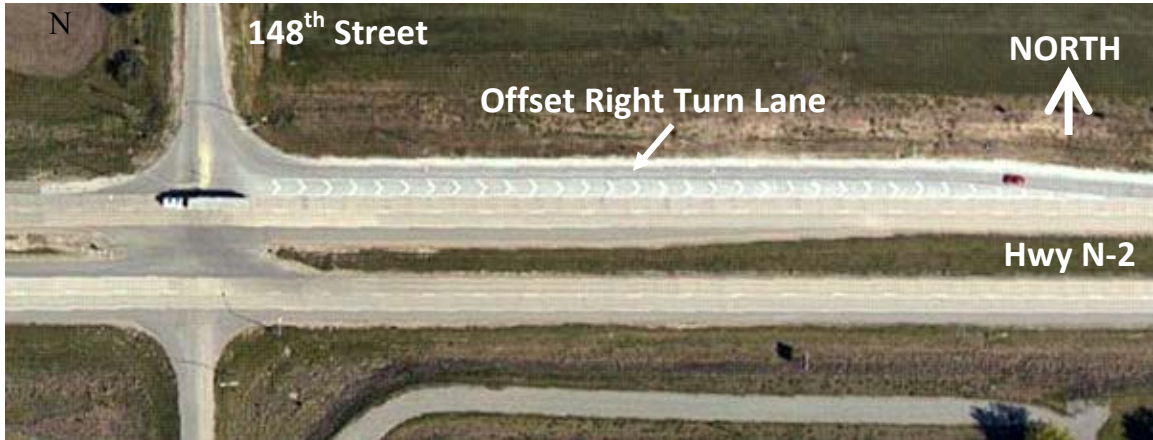 N
148th Street
NORTH
Offset Right Turn Lane
Hwy N-2